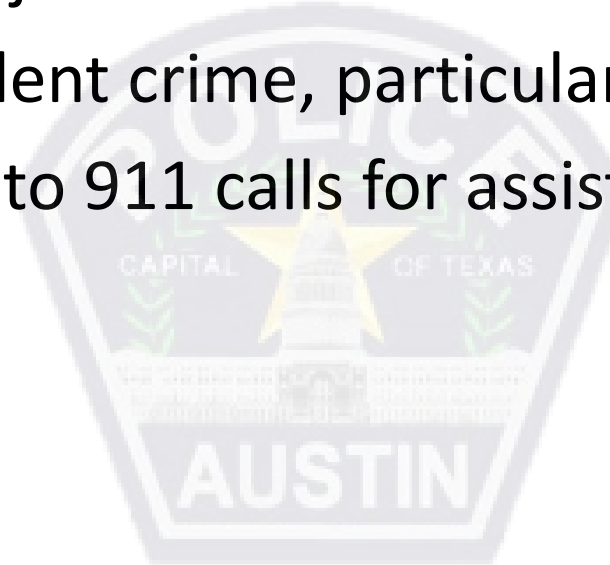 lent crime, particular
to 911 calls for assist
POLICE
CAPITAL OF TEXAS
AUSTIN